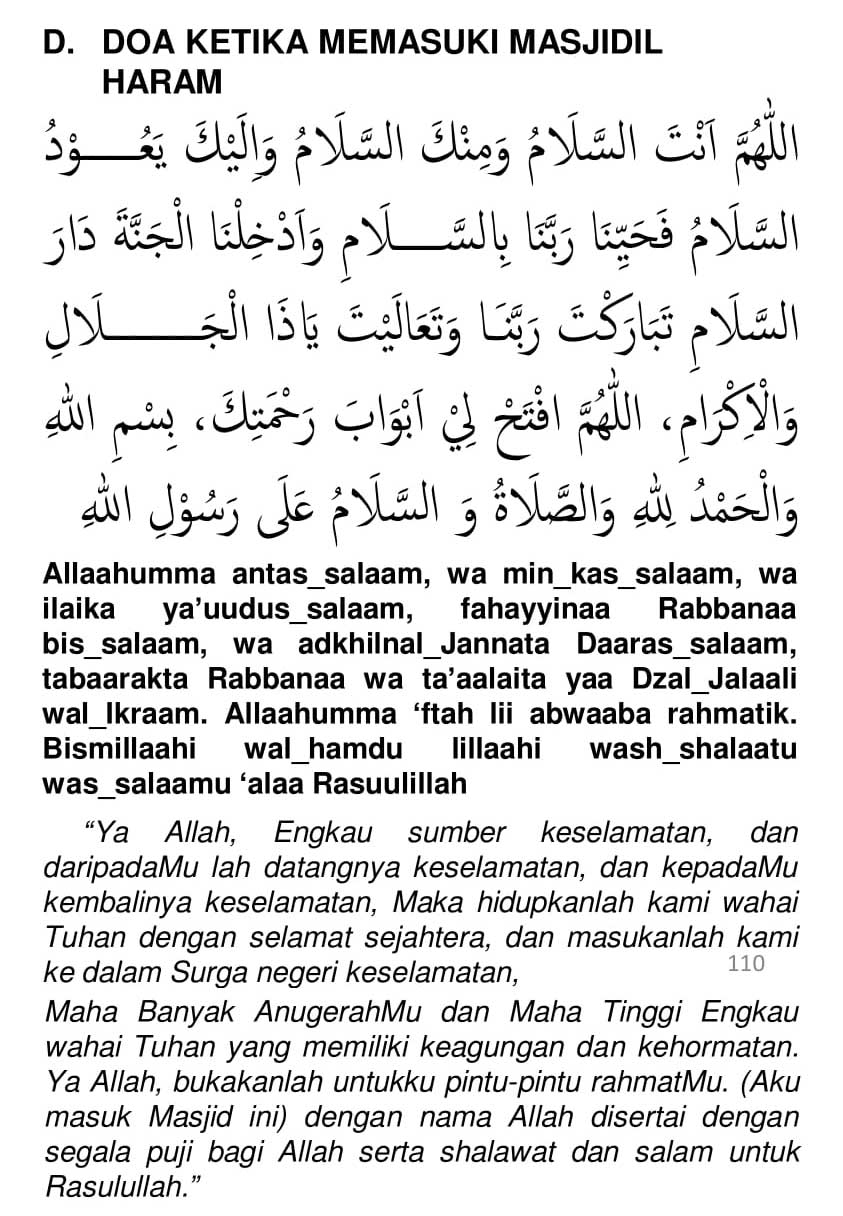 D. DOA KETIKA MEMASUKI MASJIDIL
HARAM
اللّٰهُمَّ اَنْتَ السَّلَامُ وَمِنْكَ السَّلَامُ وَاِلَيْكَ يَعُـــــوْدُ
السَّلَامُ فَحَيِّنَا رَبَّنَا بِالسَّـــــلَامِ وَاَدْخِلْنَا الْجَنَّةَ دَارَ
السَّلَامِ تَبَارَكْتَ رَبَّنَـا وَتَعَالَيْتَ يَاذَا الْجَـــــــلَالِ
وَالْاِكْرَامِ، اللّٰهُمَّ افْتَحْ لِيْ اَبْوَابَ رَحْمَتِكَ، بِسْمِ اللهِ
وَالْحَمْدُ لِلّٰهِ وَالصَّلَاةُ وَ السَّلَامُ عَلَى رَسُوْلِ اللهِ
Allaahumma antas_salaam, wa min_kas_salaam, wa
ilaika ya’uudus_salaam, fahayyinaa Rabbanaa
bis_salaam, wa adkhilnal_Jannata Daaras_salaam,
tabaarakta Rabbanaa wa ta’aalaita yaa Dzal_Jalaali
wal_Ikraam. Allaahumma ‘ftah lii abwaaba rahmatik.
Bismillaahi wal_hamdu lillaahi wash_shalaatu
was_salaamu ‘alaa Rasuulillah
“Ya Allah, Engkau sumber keselamatan, dan
daripadaMu lah datangnya keselamatan, dan kepadaMu
kembalinya keselamatan, Maka hidupkanlah kami wahai
Tuhan dengan selamat sejahtera, dan masukanlah kami
ke dalam Surga negeri keselamatan,
110
Maha Banyak AnugerahMu dan Maha Tinggi Engkau
wahai Tuhan yang memiliki keagungan dan kehormatan.
Ya Allah, bukakanlah untukku pintu-pintu rahmatMu. (Aku
masuk Masjid ini) dengan nama Allah disertai dengan
segala puji bagi Allah serta shalawat dan salam untuk
Rasulullah.”